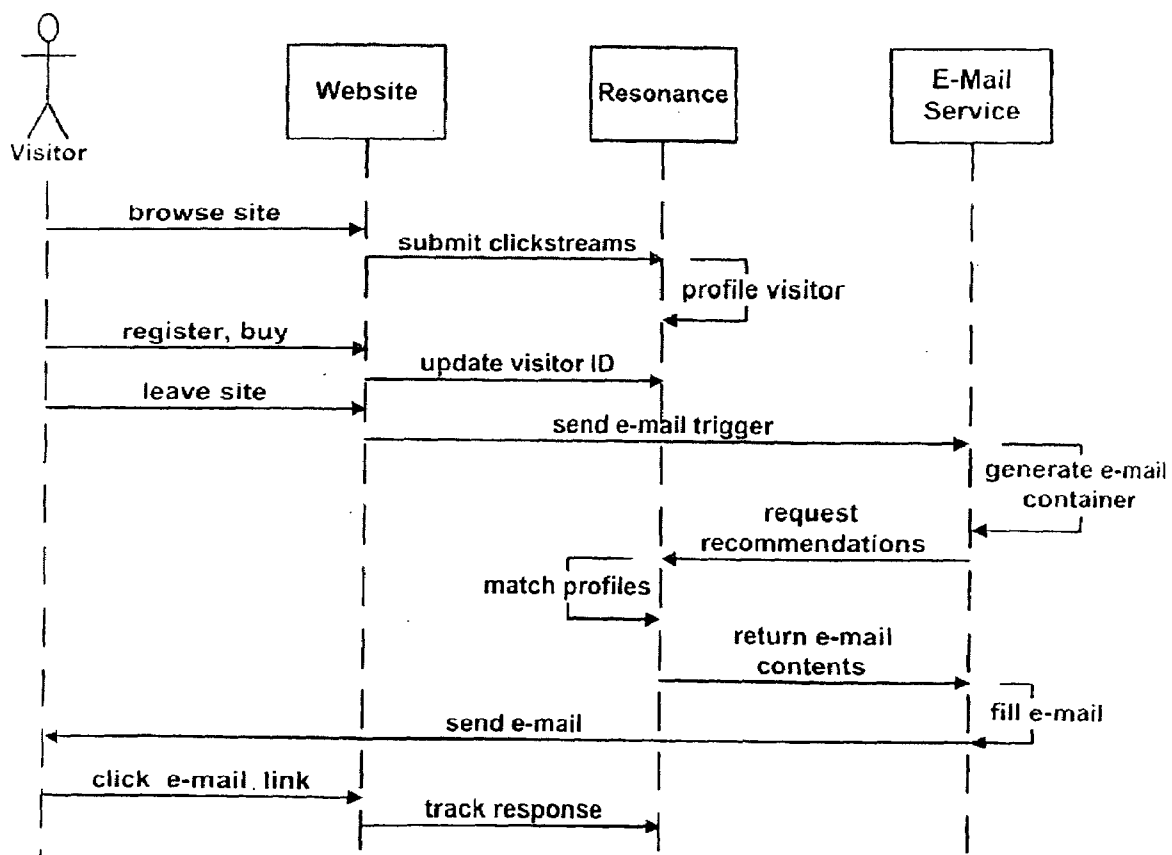 Visitor
Website
Resonance
E-Mail
Service
browse site
submit clickstreams
profile visitor
register, buy
update visitor ID
leave site
send e-mail trigger
generate e-mail
container
request
recommendations
match profiles
return e-mail
contents
fill e-mail
send e-mail
click e-mail link
track response